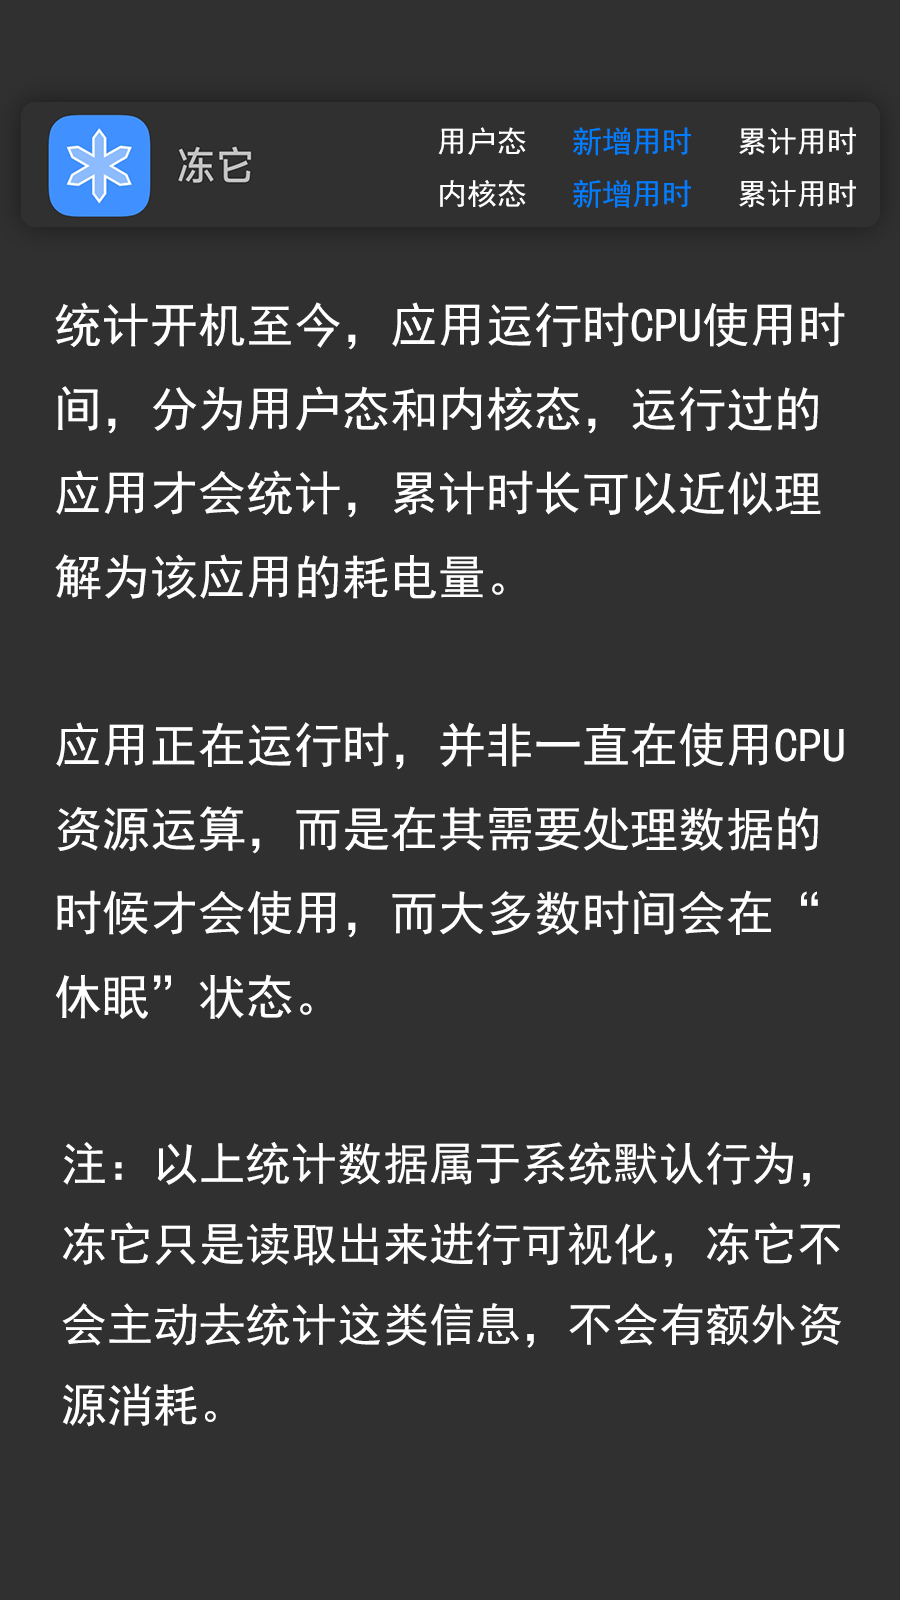 冻它
用户态 新增用时 累计用时
内核态 新增用时 累计用时
统计开机至今，应用运行时CPU使用时
间，分为用户态和内核态，运行过的
应用才会统计，累计时长可以近似理
解为该应用的耗电量。
应用正在运行时，并非一直在使用CPU
资源运算，而是在其需要处理数据的
时候才会使用，而大多数时间会在“
休眠”状态。
注：以上统计数据属于系统默认行为，
冻它只是读取出来进行可视化，冻它不
会主动去统计这类信息，不会有额外资
源消耗。